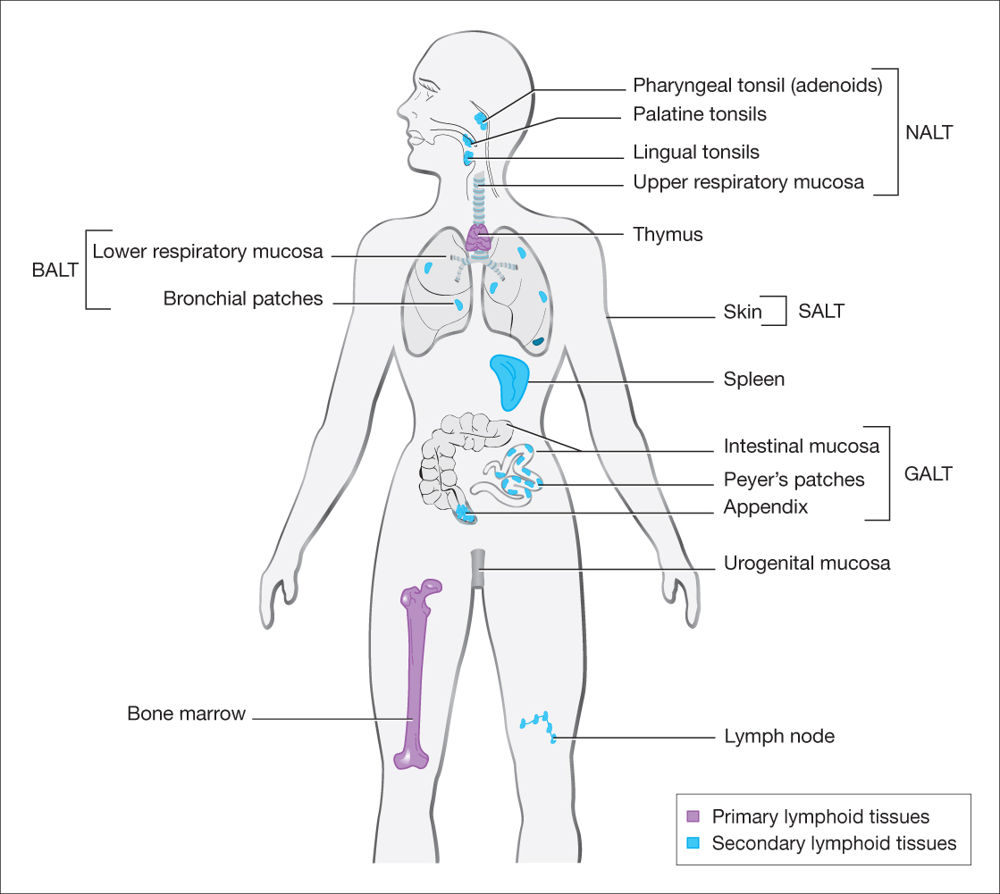 Pharyngeal tonsil (adenoids)
Palatine tonsils
NALT
Lingual tonsils
Upper respiratory mucosa
Thymus
Lower respiratory mucosa
BALT
Bronchial patches
Skin
SALT
Spleen
Intestinal mucosa
GALT
Peyer’s patches
Appendix
Urogenital mucosa
Bone marrow
Lymph node
Primary lymphoid tissues
Secondary lymphoid tissues